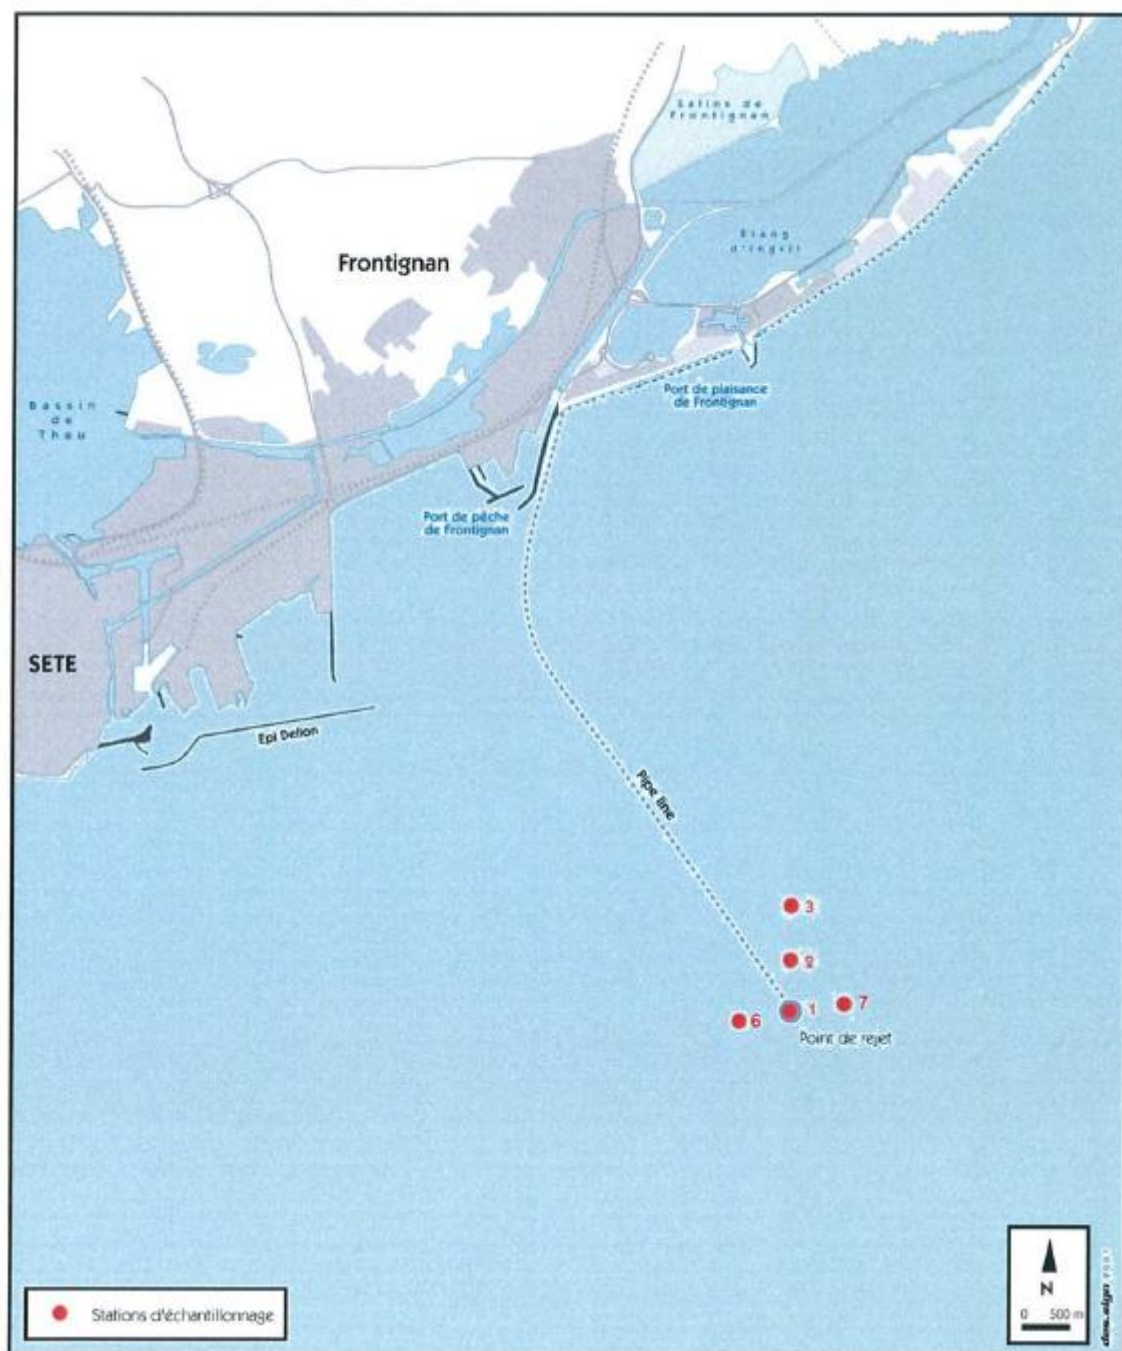 Salins de
Frontignan
Etang
d'Ingril
Frontignan
Bassin
de
Thau
Port de plaisance
de Frontignan
Port de pêche
de Frontignan
SETE
Epi Dellon
Pipe line
3
2
7
1
6
Point de rejet
N
0 500 m
Stations d'échantillonnage